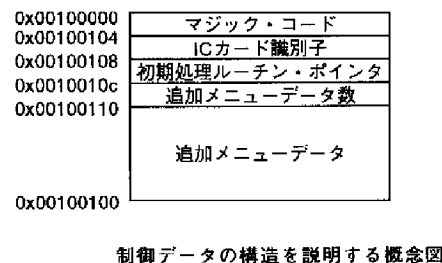 0x00100000
マジック・コード
0x00100104
ICカード識別子
0x00100108
初期処理ルーチン・ポインタ
0x0010010c
追加メニューデータ数
0x00100110
追加メニューデータ
0x00100100
制御データの構造を説明する概念図